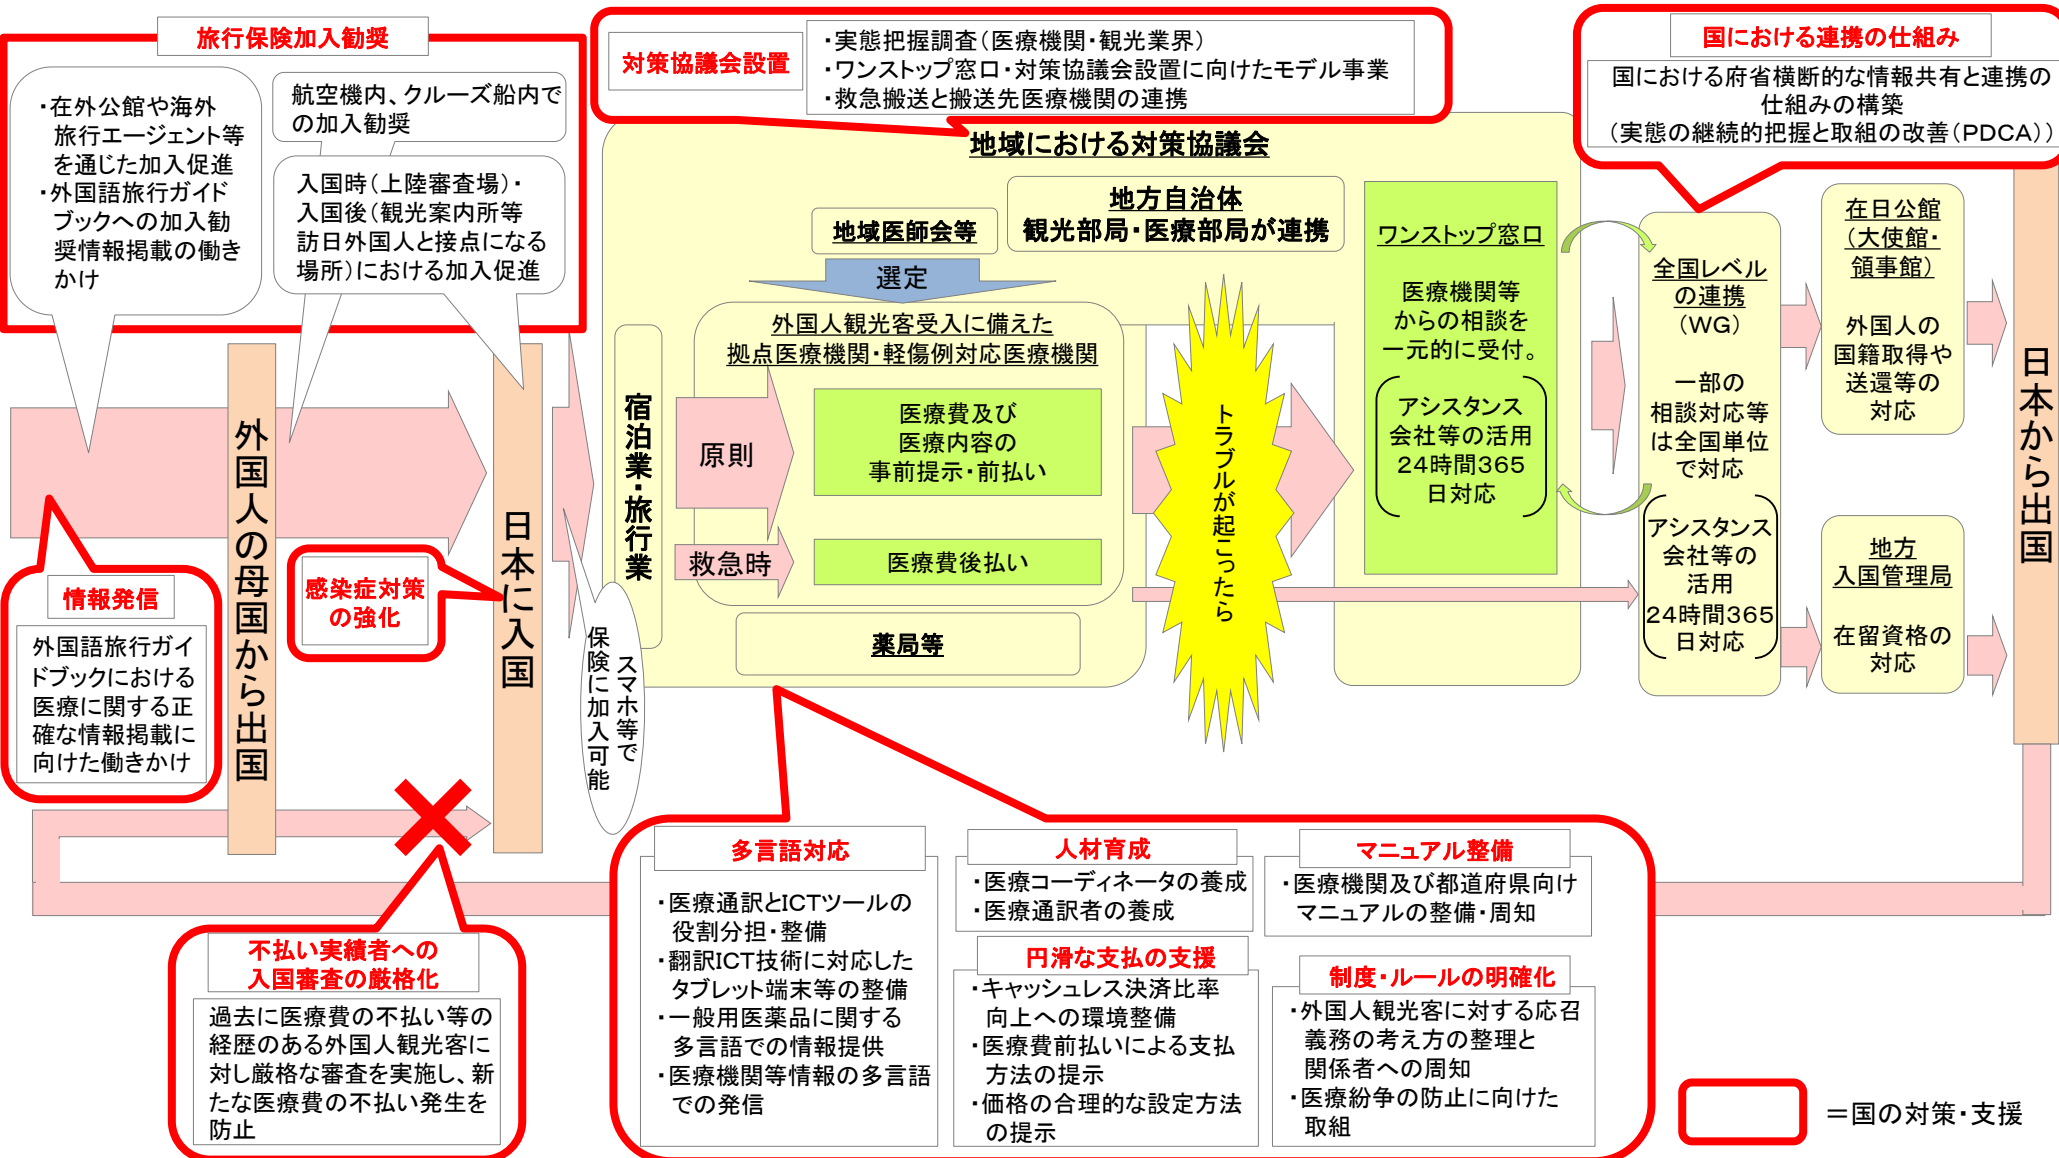 旅行保険加入勧奨
・在外公館や海外
旅行エージェント等
を通じた加入促進
・外国語旅行ガイド
ブックへの加入勧
奨情報掲載の働き
かけ
航空機内、クルーズ船内で
の加入勧奨
入国時（上陸審査場）・
入国後（観光案内所等
訪日外国人と接点になる
場所）における加入促進
対策協議会設置
・実態把握調査（医療機関・観光業界）
・ワンストップ窓口・対策協議会設置に向けたモデル事業
・救急搬送と搬送先医療機関の連携
国における連携の仕組み
国における府省横断的な情報共有と連携の
仕組みの構築
（実態の継続的把握と取組の改善（PDCA））
外国人の母国から出国
日本に入国
情報発信
外国語旅行ガイ
ドブックにおける
医療に関する正
確な情報掲載に
向けた働きかけ
感染症対策
の強化
スマホ等で
保険に加入可能
地域における対策協議会
地域医師会等
地方自治体
観光部局・医療部局が連携
選定
宿泊業・旅行業
外国人観光客受入に備えた
拠点医療機関・軽傷例対応医療機関
原則
医療費及び
医療内容の
事前提示・前払い
救急時
医療費後払い
薬局等
トラブルが起こったら
ワンストップ窓口
医療機関等
からの相談を
一元的に受付。
アシスタンス
会社等の活用
24時間365
日対応
全国レベル
の連携
（WG）
一部の
相談対応等
は全国単位
で対応
アシスタンス
会社等の
活用
24時間365
日対応
在日公館
（大使館・
領事館）
外国人の
国籍取得や
送還等の
対応
地方
入国管理局
在留資格の
対応
日本から出国
不払い実績者への
入国審査の厳格化
過去に医療費の不払い等の
経歴のある外国人観光客に
対し厳格な審査を実施し、新
たな医療費の不払い発生を
防止
多言語対応
・医療通訳とICTツールの
役割分担・整備
・翻訳ICT技術に対応した
タブレット端末等の整備
・一般用医薬品に関する
多言語での情報提供
・医療機関等情報の多言語
での発信
人材育成
・医療コーディネータの養成
・医療通訳者の養成
円滑な支払の支援
・キャッシュレス決済比率
向上への環境整備
・医療費前払いによる支払
方法の提示
・価格の合理的な設定方法
の提示
マニュアル整備
・医療機関及び都道府県向け
マニュアルの整備・周知
制度・ルールの明確化
・外国人観光客に対する応召
義務の考え方の整理と
関係者への周知
・医療紛争の防止に向けた
取組
＝国の対策・支援